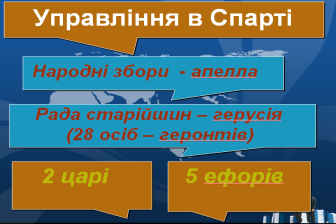 Управління в Спарті
Народні збори - апелла
Рада старійшин – герусія
(28 осіб – геронтів)
2 царі
5 ефорів